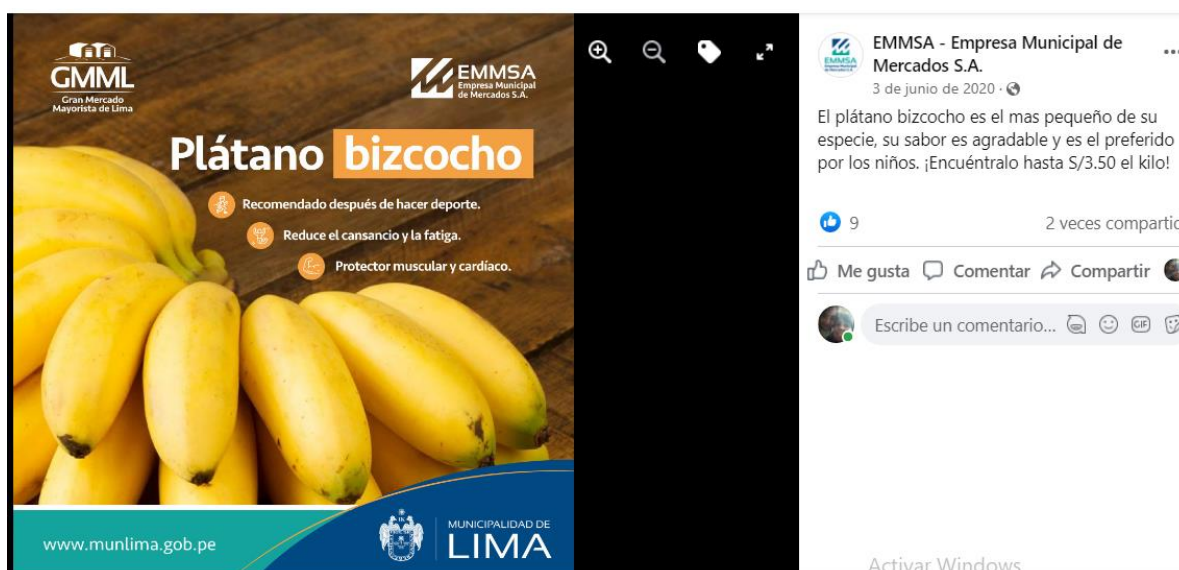 GMML
Gran Mercado
Mayorista de Lima
EMMSA
Empresa Municipal
de Mercados S.A.
Plátano bizcocho
Recomendado después de hacer deporte.
Reduce el cansancio y la fatiga.
Protector muscular y cardíaco.
www.munlima.gob.pe
MUNICIPALIDAD DE
LIMA
EMMSA - Empresa Municipal de
Mercados S.A.
3 de junio de 2020 ·
El plátano bizcocho es el mas pequeño de su
especie, su sabor es agradable y es el preferido
por los niños. ¡Encuéntralo hasta S/3.50 el kilo!
9
2 veces compartic
Me gusta Comentar Compartir
Escribe un comentario...
GIF
Activar Windows